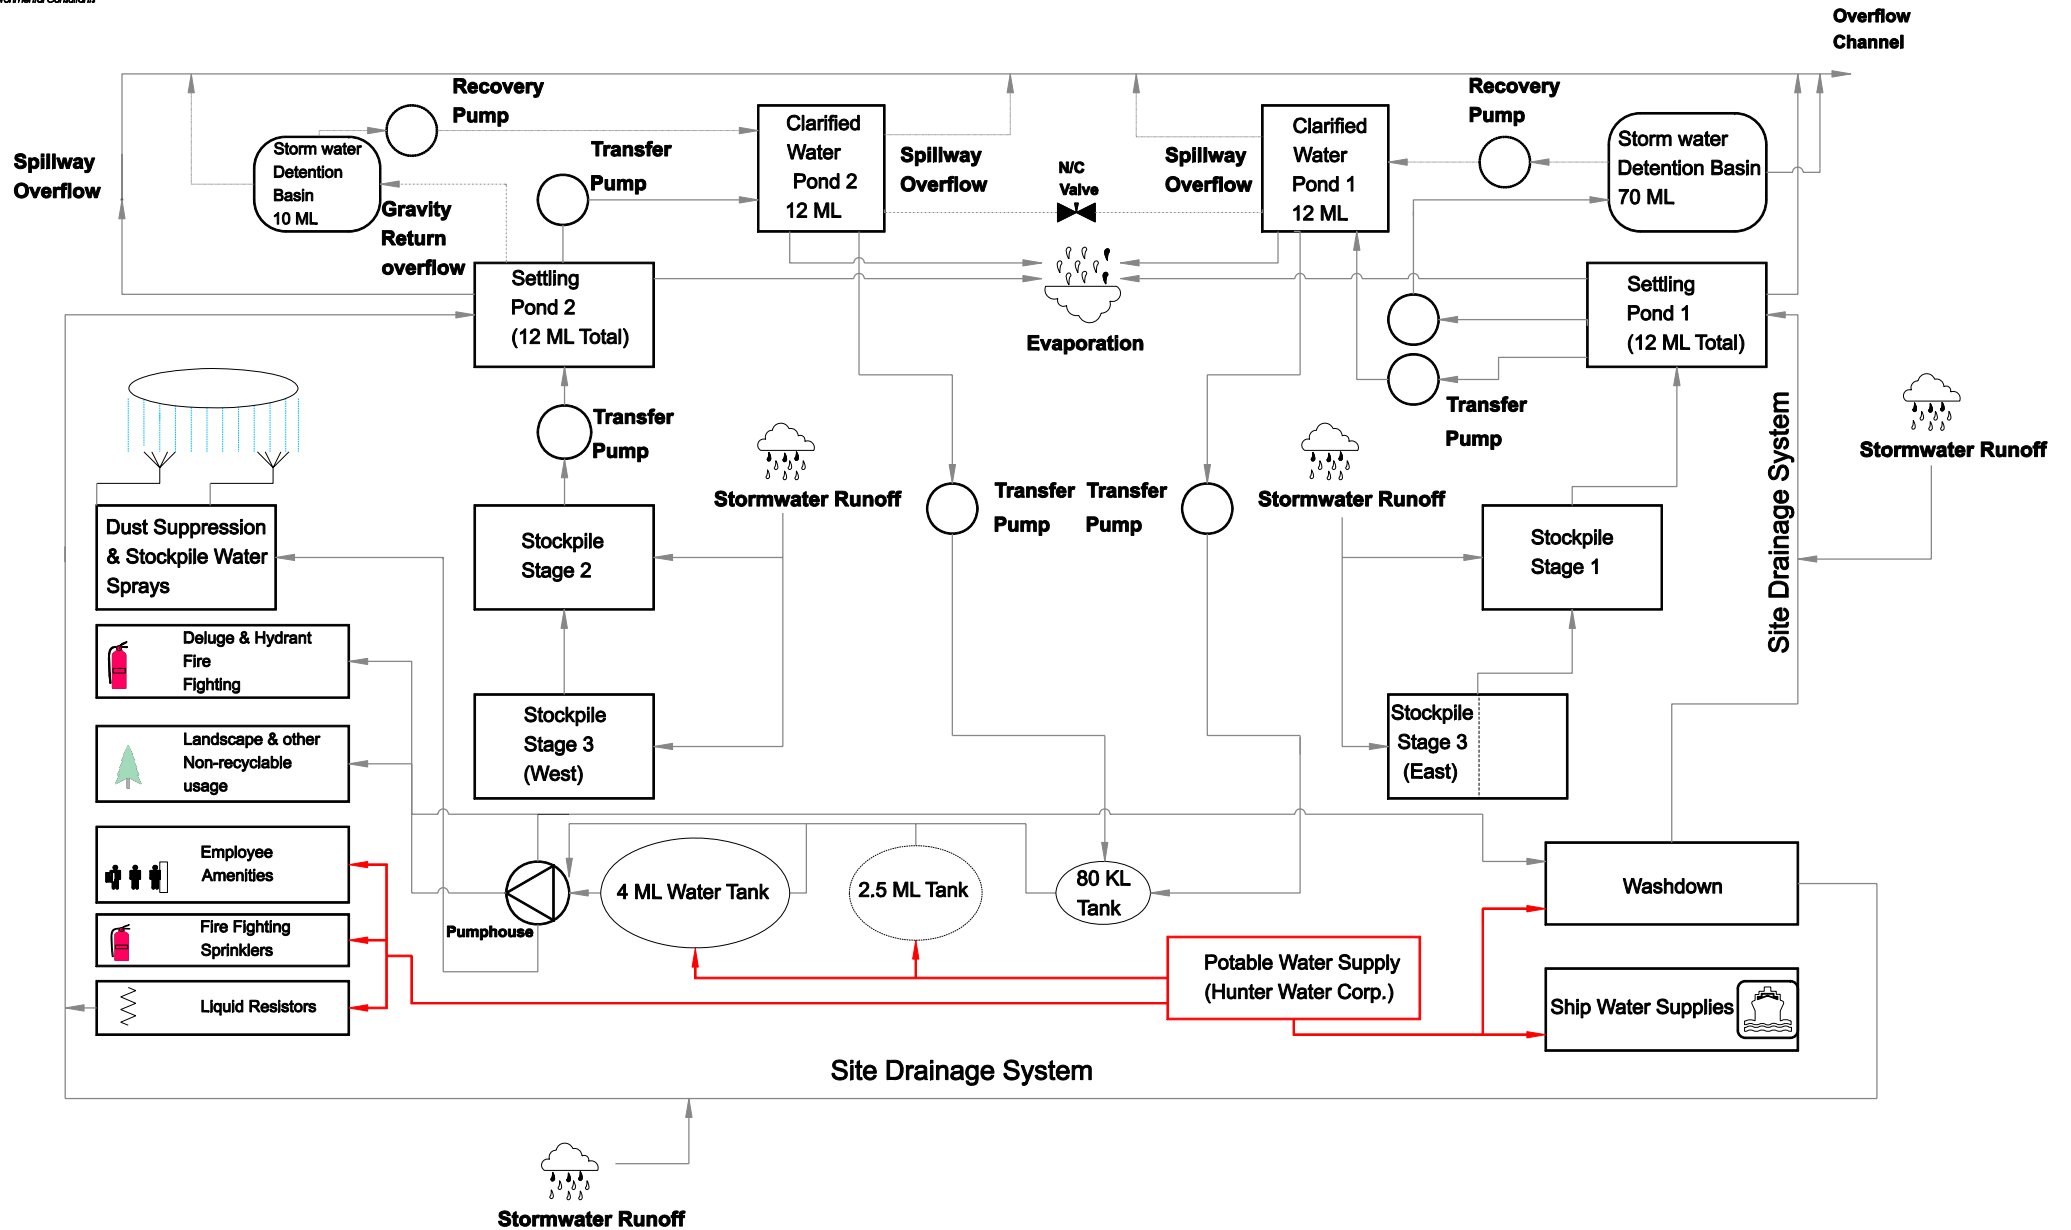 Overflow
Channel
Recovery
Pump
Recovery
Pump
Spillway
Overflow
Storm water
Detention
Basin
10 ML
Transfer
Pump
Clarified
Water
Pond 2
12 ML
Spillway
Overflow
N/C
Valve
Spillway
Overflow
Clarified
Water
Pond 1
12 ML
Storm water
Detention Basin
70 ML
Gravity
Return
overflow
Settling
Pond 2
(12 ML Total)
Evaporation
Settling
Pond 1
(12 ML Total)
Transfer
Pump
Transfer
Pump
Site Drainage System
Stormwater Runoff
Stormwater Runoff
Transfer
Pump
Transfer
Pump
Stormwater Runoff
Dust Suppression
& Stockpile Water
Sprays
Stockpile
Stage 2
Stockpile
Stage 1
Deluge & Hydrant
Fire
Fighting
Landscape & other
Non-recyclable
usage
Stockpile
Stage 3
(West)
Stockpile
Stage 3
(East)
Employee
Amenities
Fire Fighting
Sprinklers
Liquid Resistors
Pumphouse
4 ML Water Tank
2.5 ML Tank
80 KL
Tank
Washdown
Potable Water Supply
(Hunter Water Corp.)
Ship Water Supplies
Site Drainage System
Stormwater Runoff